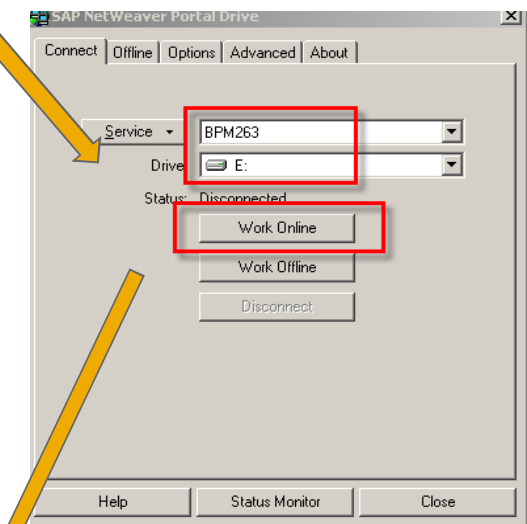 SAP NetWeaver Portal Drive
Connect Offline Options Advanced About
Service BPM263
Drive E:
Status: Disconnected
Work Online
Work Offline
Disconnect
Help Status Monitor Close